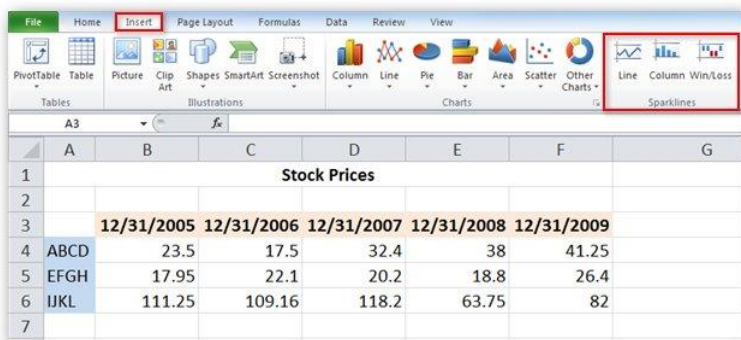 File Home Insert Page Layout Formulas Data Review View
PivotTable Table Picture Clip Art Shapes SmartArt Screenshot Column Line Pie Bar Area Scatter Other Charts Line Column Win/Loss
Tables Illustrations Charts Sparklines
A3 fx
A B C D E F G
1 Stock Prices
2
3 12/31/2005 12/31/2006 12/31/2007 12/31/2008 12/31/2009
4 ABCD 23.5 17.5 32.4 38 41.25
5 EFGH 17.95 22.1 20.2 18.8 26.4
6 IJKL 111.25 109.16 118.2 63.75 82
7